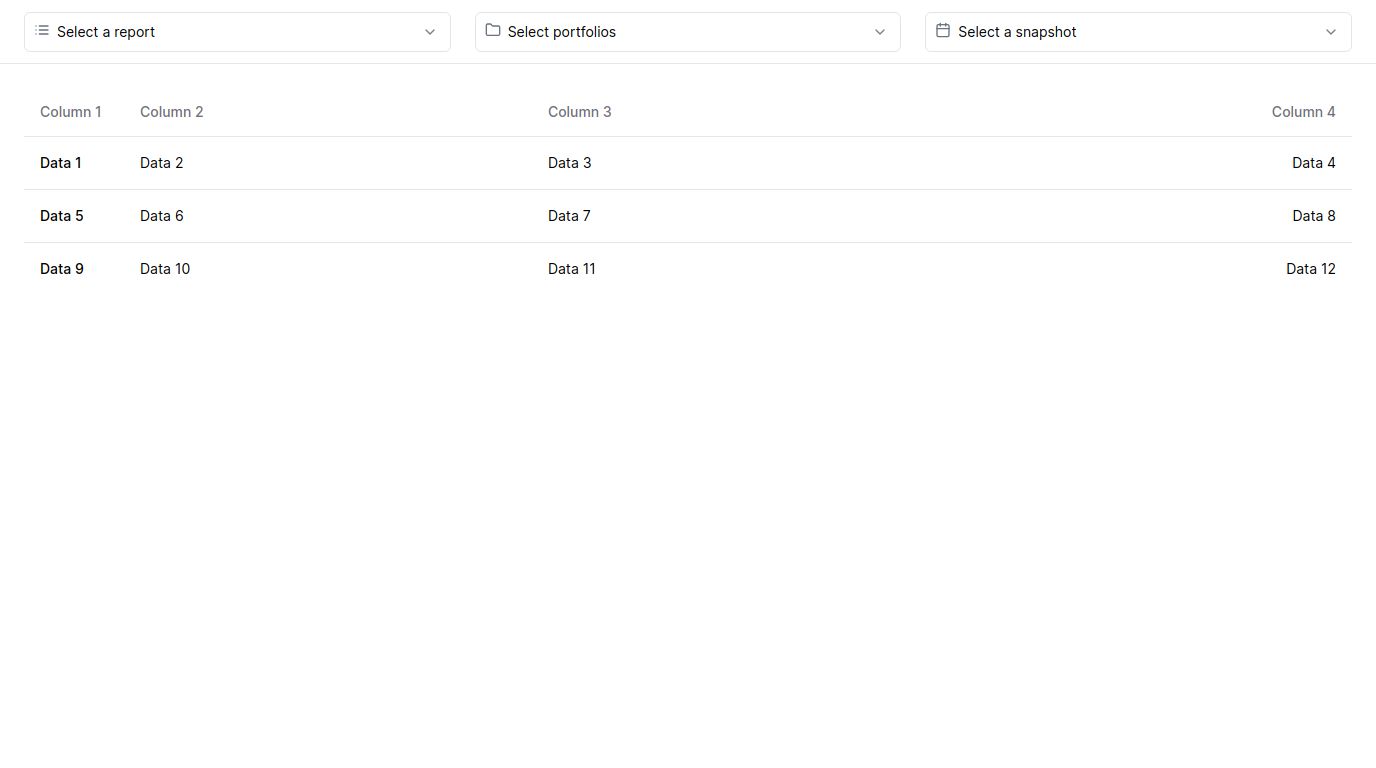 Select a report Select portfolios Select a snapshot
Column 1 Column 2 Column 3 Column 4
Data 1 Data 2 Data 3 Data 4
Data 5 Data 6 Data 7 Data 8
Data 9 Data 10 Data 11 Data 12